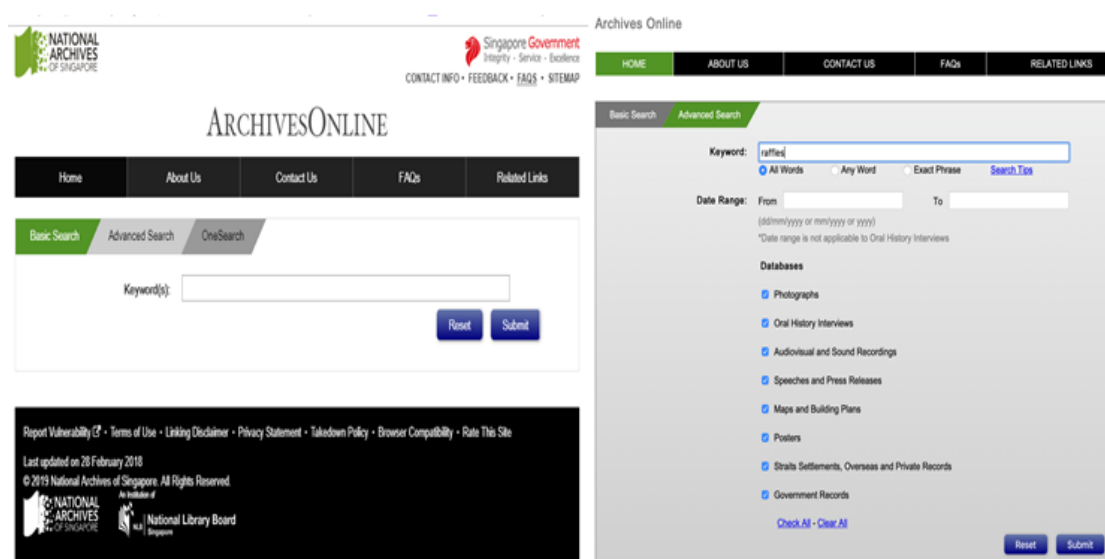 NATIONAL
ARCHIVES
OF SINGAPORE
Singapore Government
Integrity · Service · Excellence
CONTACT INFO • FEEDBACK • FAQS • SITEMAP
ARCHIVESONLINE
Home About Us Contact Us FAQs Related Links
Basic Search Advanced Search OneSearch
Keyword(s):
Reset Submit
Report Vulnerability • Terms of Use • Linking Disclaimer • Privacy Statement • Takedown Policy • Browser Compatibility • Rate This Site
Last updated on 28 February 2018
© 2019 National Archives of Singapore. All Rights Reserved.
NATIONAL
ARCHIVES
OF SINGAPORE
An Institution of
NLB National Library Board
Singapore
Archives Online
HOME ABOUT US CONTACT US FAQs RELATED LINKS
Basic Search Advanced Search
Keyword: raffles
All Words Any Word Exact Phrase Search Tips
Date Range: From To
(dd/mm/yyyy or mm/yyyy or yyyy)
*Date range is not applicable to Oral History Interviews
Databases
Photographs
Oral History Interviews
Audiovisual and Sound Recordings
Speeches and Press Releases
Maps and Building Plans
Posters
Straits Settlements, Overseas and Private Records
Government Records
Check All - Clear All
Reset Submit